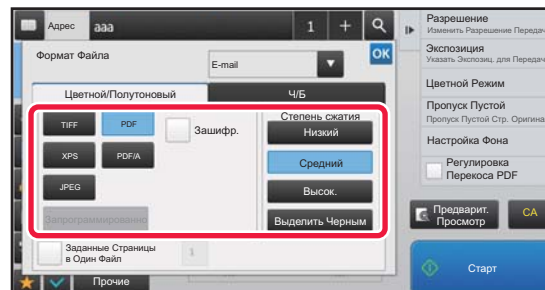 Адрес aaa 1 +
Формат Файла
E-mail
OK
Цветной/Полутоновый Ч/Б
TIFF PDF Зашифр.
XPS PDF/A
JPEG
Запрограммированно
Степень сжатия
Низкий
Средний
Высок.
Выделить Черным
Заданные Страницы
в Один Файл
1
Прочие
Разрешение
Изменить Разрешение Передач
Экспозиция
Указать Экспозиц. для Передач
Цветной Режим
Пропуск Пустой
Пропуск Пустой Стр. Оригина
Настройка Фона
Регулировка
Перекоса PDF
Предварит.
Просмотр
CA
Старт